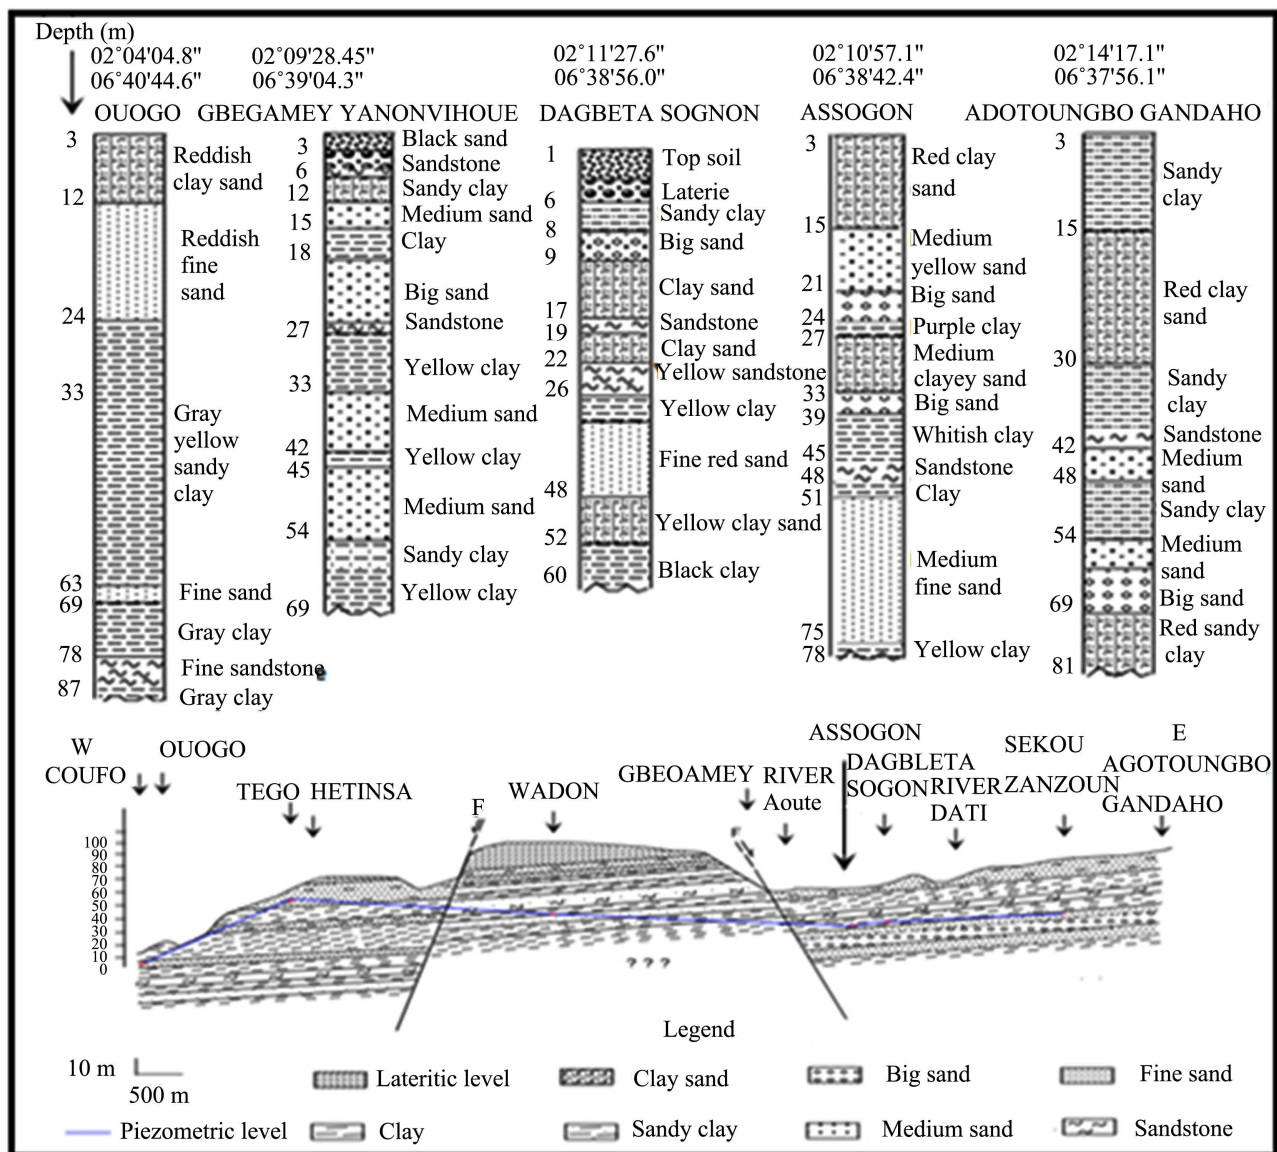 Depth (m)
02°04'04.8"
06°40'44.6"
OUOGO
3
12
24
33
63
69
78
87
Reddish
clay sand
Reddish
fine
sand
Gray
yellow
sandy
clay
Fine sand
Gray clay
Fine sandstone
Gray clay
02°09'28.45"
06°39'04.3"
GBEGAMEY YANONVIHOUE
3
6
12
15
18
27
33
42
45
54
69
Black sand
Sandstone
Sandy clay
Medium sand
Clay
Big sand
Sandstone
Yellow clay
Medium sand
Yellow clay
Medium sand
Sandy clay
Yellow clay
02°11'27.6"
06°38'56.0"
DAGBETA SOGNON
1
6
8
9
17
19
22
26
48
52
60
Top soil
Laterie
Sandy clay
Big sand
Clay sand
Sandstone
Clay sand
Yellow sandstone
Yellow clay
Fine red sand
Yellow clay sand
Black clay
02°10'57.1"
06°38'42.4"
ASSOGON
3
15
21
24
27
33
39
45
48
51
75
78
Red clay
sand
Medium
yellow sand
Big sand
Purple clay
Medium
clayey sand
Big sand
Whitish clay
Sandstone
Clay
Medium
fine sand
Yellow clay
02°14'17.1"
06°37'56.1"
ADOTOUNGBO GANDAHO
3
15
30
42
48
54
69
81
Sandy
clay
Red clay
sand
Sandy
clay
Sandstone
Medium
sand
Sandy clay
Medium
sand
Big sand
Red sandy
clay
W
COUFO
OUOGO
TEGO HETINSA
F
WADON
GBEOAMEY
F
RIVER
Aoute
ASSOGON
DAGBLETA
SOGON
RIVER
DATI
SEKOU
ZANZOUN
E
AGOTOUNGBO
GANDAHO
100
90
80
70
60
50
40
30
20
10
0
? ? ?
Legend
10 m
500 m
Lateritic level
Clay sand
Big sand
Fine sand
Piezometric level
Clay
Sandy clay
Medium sand
Sandstone